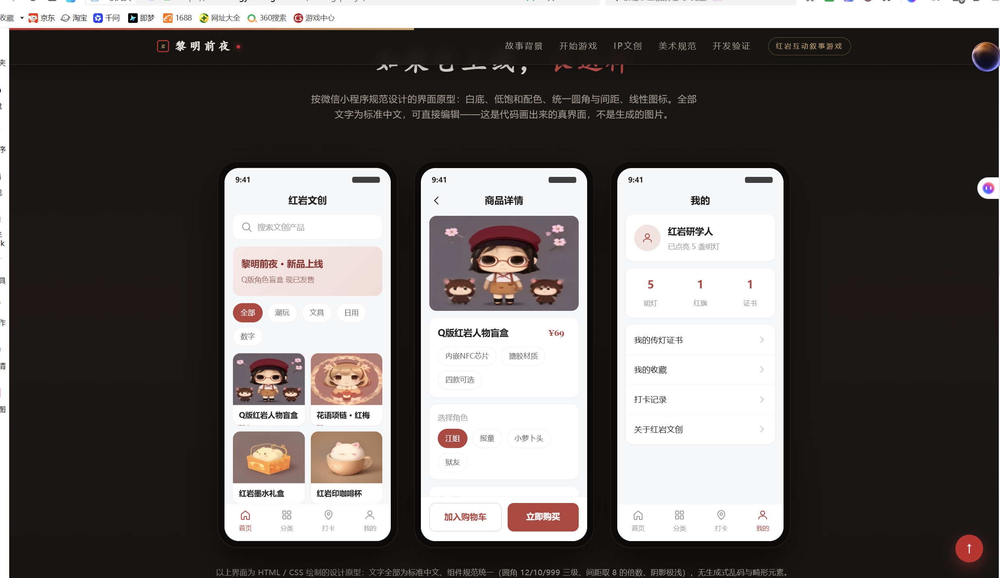 收藏 京东 淘宝 千问 即梦 1688 网址大全 360搜索 游戏中心
岩 黎明前夜 故事背景 开始游戏 IP文创 美术规范 开发验证 红岩互动叙事游戏
按微信小程序规范设计的界面原型：白底、低饱和配色、统一圆角与间距、线性图标。全部
文字为标准中文，可直接编辑——这是代码画出来的真界面，不是生成的图片。
9:41
红岩文创
搜索文创产品
黎明前夜·新品上线
Q版角色盲盒 现已发售
全部 潮玩 文具 日用
数字
Q版红岩人物盲盒 花语项链·红梅
红岩墨水礼盒 红岩印咖啡杯
首页 分类 打卡 我的
9:41
商品详情
Q版红岩人物盲盒 ¥69
内嵌NFC芯片 搪胶材质
四款可选
选择角色
江姐 报童 小萝卜头
狱友
加入购物车 立即购买
9:41
我的
红岩研学人
已点亮 5 盏明灯
5 1 1
明灯 红旗 证书
我的传灯证书
我的收藏
打卡记录
关于红岩文创
首页 分类 打卡 我的
以上界面为 HTML / CSS 绘制的设计原型：文字全部为标准中文、组件规范统一（圆角 12/10/999 三级、间距取 8 的倍数、阴影极浅），无生成式乱码与畸形元素。